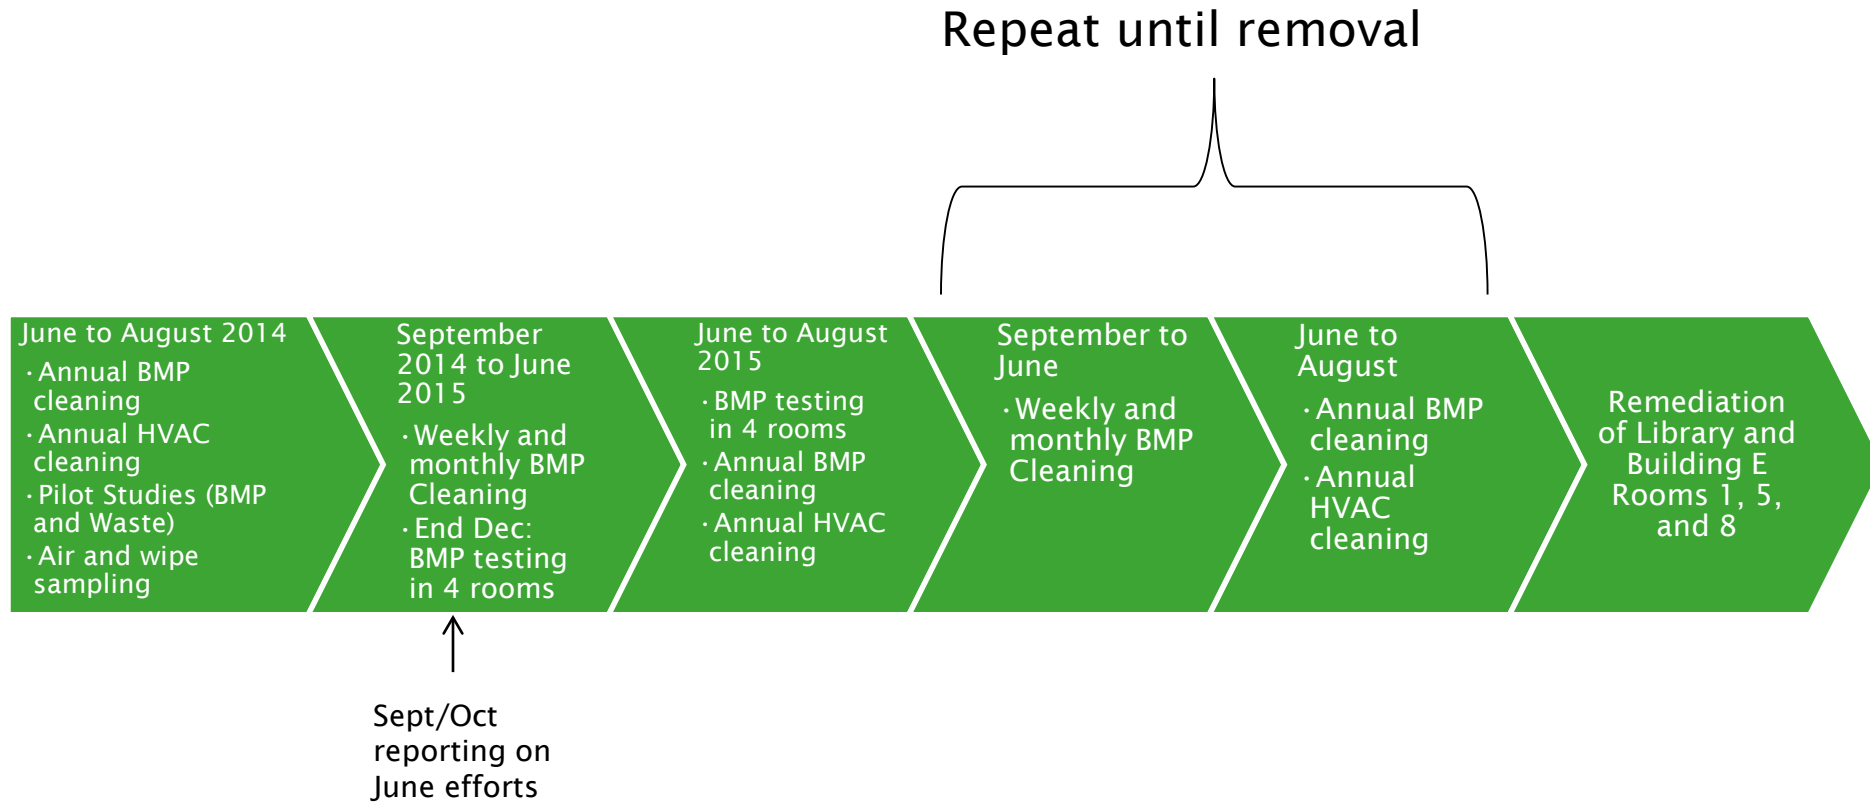 Repeat until removal
June to August 2014
·Annual BMP
cleaning
·Annual HVAC
cleaning
·Pilot Studies (BMP
and Waste)
·Air and wipe
sampling
September
2014 to June
2015
·Weekly and
monthly BMP
Cleaning
·End Dec:
BMP testing
in 4 rooms
June to August
2015
·BMP testing
in 4 rooms
·Annual BMP
cleaning
·Annual HVAC
cleaning
September to
June
·Weekly and
monthly BMP
Cleaning
June to
August
·Annual BMP
cleaning
·Annual
HVAC
cleaning
Remediation
of Library and
Building E
Rooms 1, 5,
and 8
Sept/Oct
reporting on
June efforts